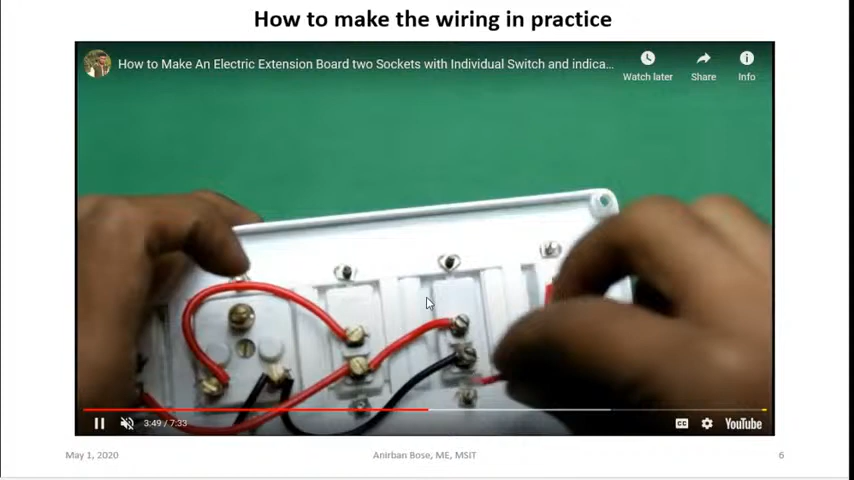 How to make the wiring in practice
How to Make An Electric Extension Board two Sockets with Individual Switch and indica...
Watch later
Share
Info
3:49 / 7:33
CC
YouTube
May 1, 2020
Anirban Bose, ME, MSIT
6